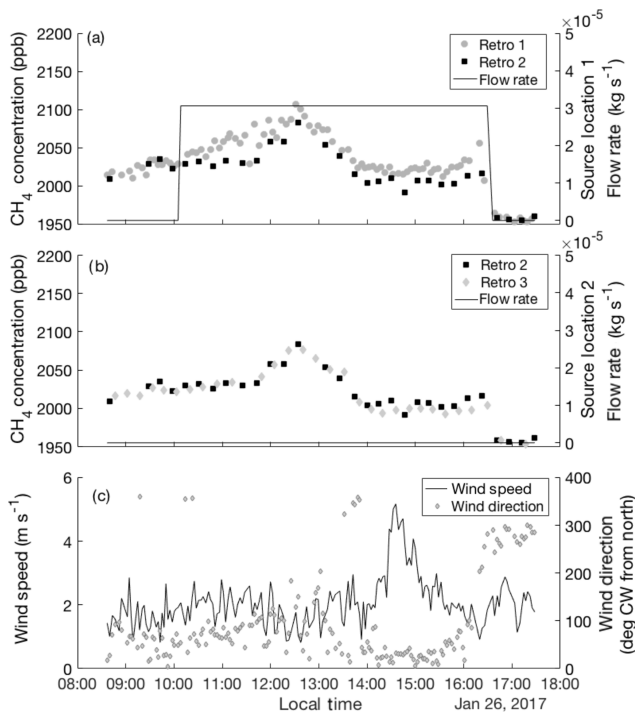 (a)
CH4 concentration (ppb)
2200
2150
2100
2050
2000
1950
Retro 1
Retro 2
Flow rate
×10-5
5
4
3
2
1
0
Source location 1
Flow rate (kg s-1)
(b)
CH4 concentration (ppb)
2200
2150
2100
2050
2000
1950
Retro 2
Retro 3
Flow rate
×10-5
5
4
3
2
1
0
Source location 2
Flow rate (kg s-1)
(c)
Wind speed (m s-1)
6
4
2
0
Wind speed
Wind direction
400
300
200
100
0
Wind direction
(deg CW from north)
08:00 09:00 10:00 11:00 12:00 13:00 14:00 15:00 16:00 17:00 18:00
Local time
Jan 26, 2017